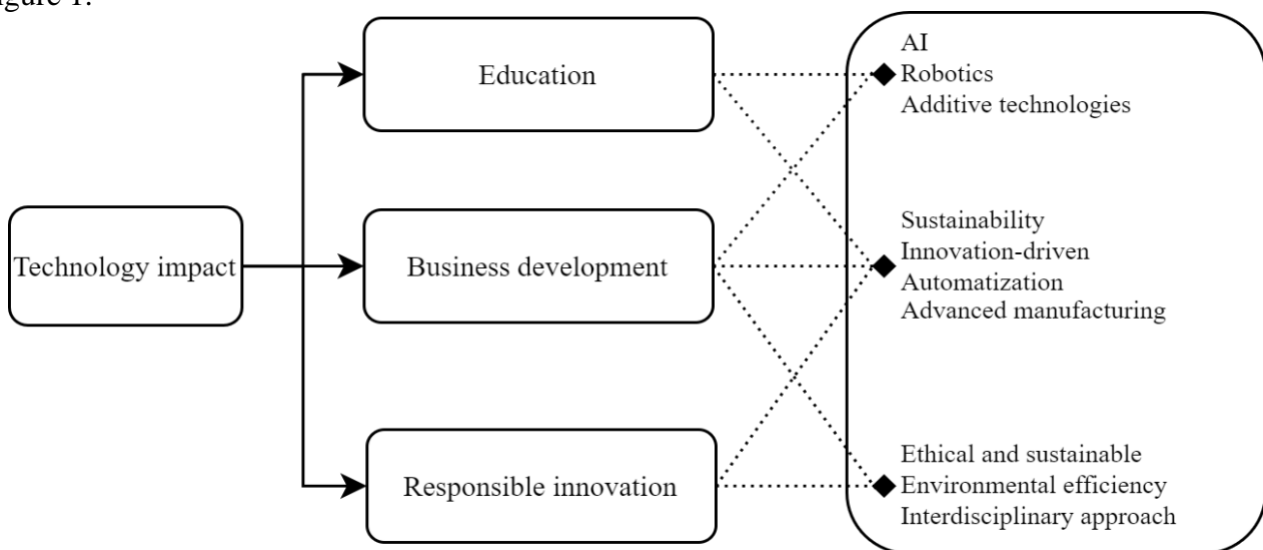 gure 1.
Education
AI
Robotics
Additive technologies
Technology impact
Business development
Sustainability
Innovation-driven
Automatization
Advanced manufacturing
Responsible innovation
Ethical and sustainable
Environmental efficiency
Interdisciplinary approach